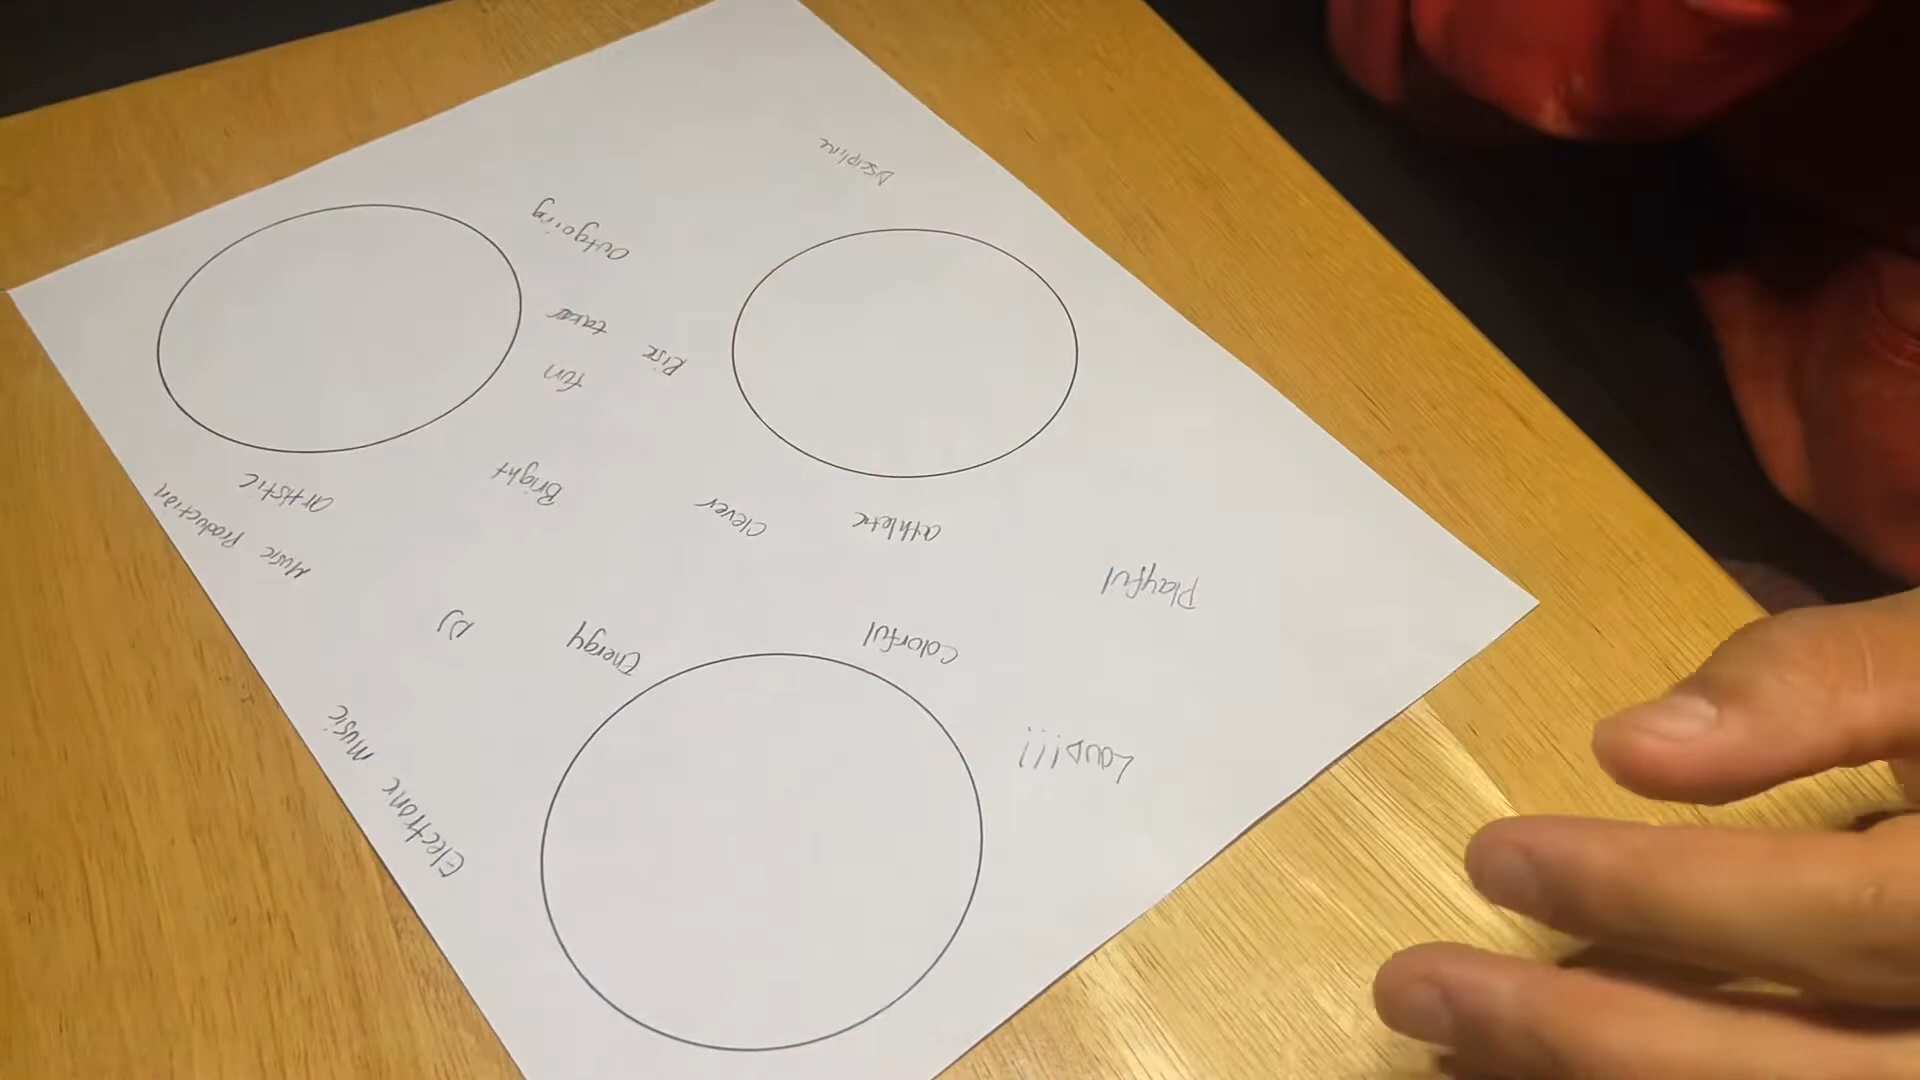 Electronic Music
LOUD!!!
Colorful
Energy
DJ
Playful
Music Production
athletic
clever
Bright
artistic
fun
Risk taker
Outgoing
Discipline